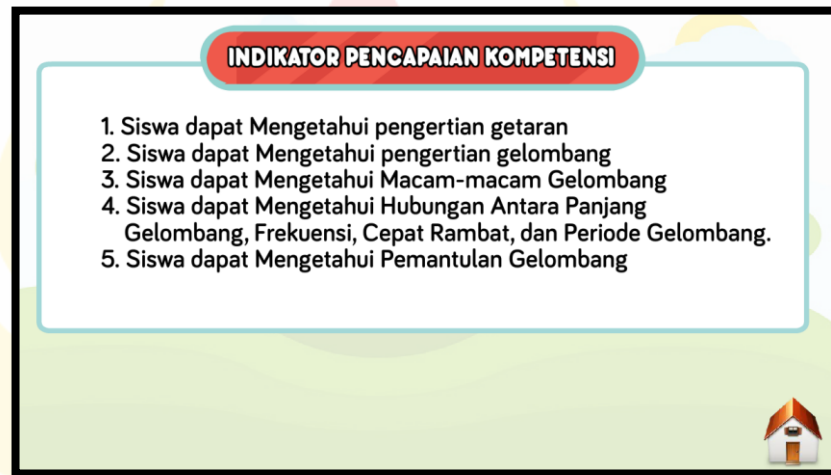 INDIKATOR PENCAPAIAN KOMPETENSI
1. Siswa dapat Mengetahui pengertian getaran
2. Siswa dapat Mengetahui pengertian gelombang
3. Siswa dapat Mengetahui Macam-macam Gelombang
4. Siswa dapat Mengetahui Hubungan Antara Panjang
Gelombang, Frekuensi, Cepat Rambat, dan Periode Gelombang.
5. Siswa dapat Mengetahui Pemantulan Gelombang